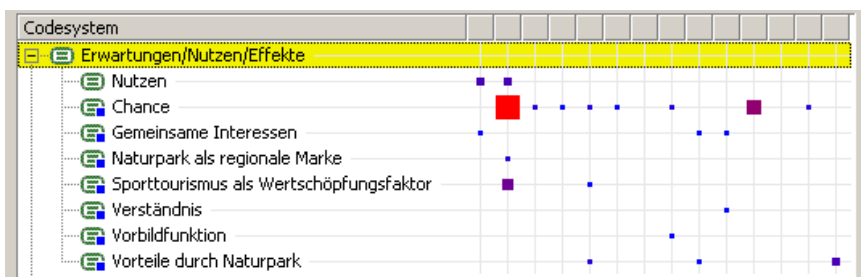 Codesystem
Erwartungen/Nutzen/Effekte
Nutzen
Chance
Gemeinsame Interessen
Naturpark als regionale Marke
Sporttourismus als Wertschöpfungsfaktor
Verständnis
Vorbildfunktion
Vorteile durch Naturpark